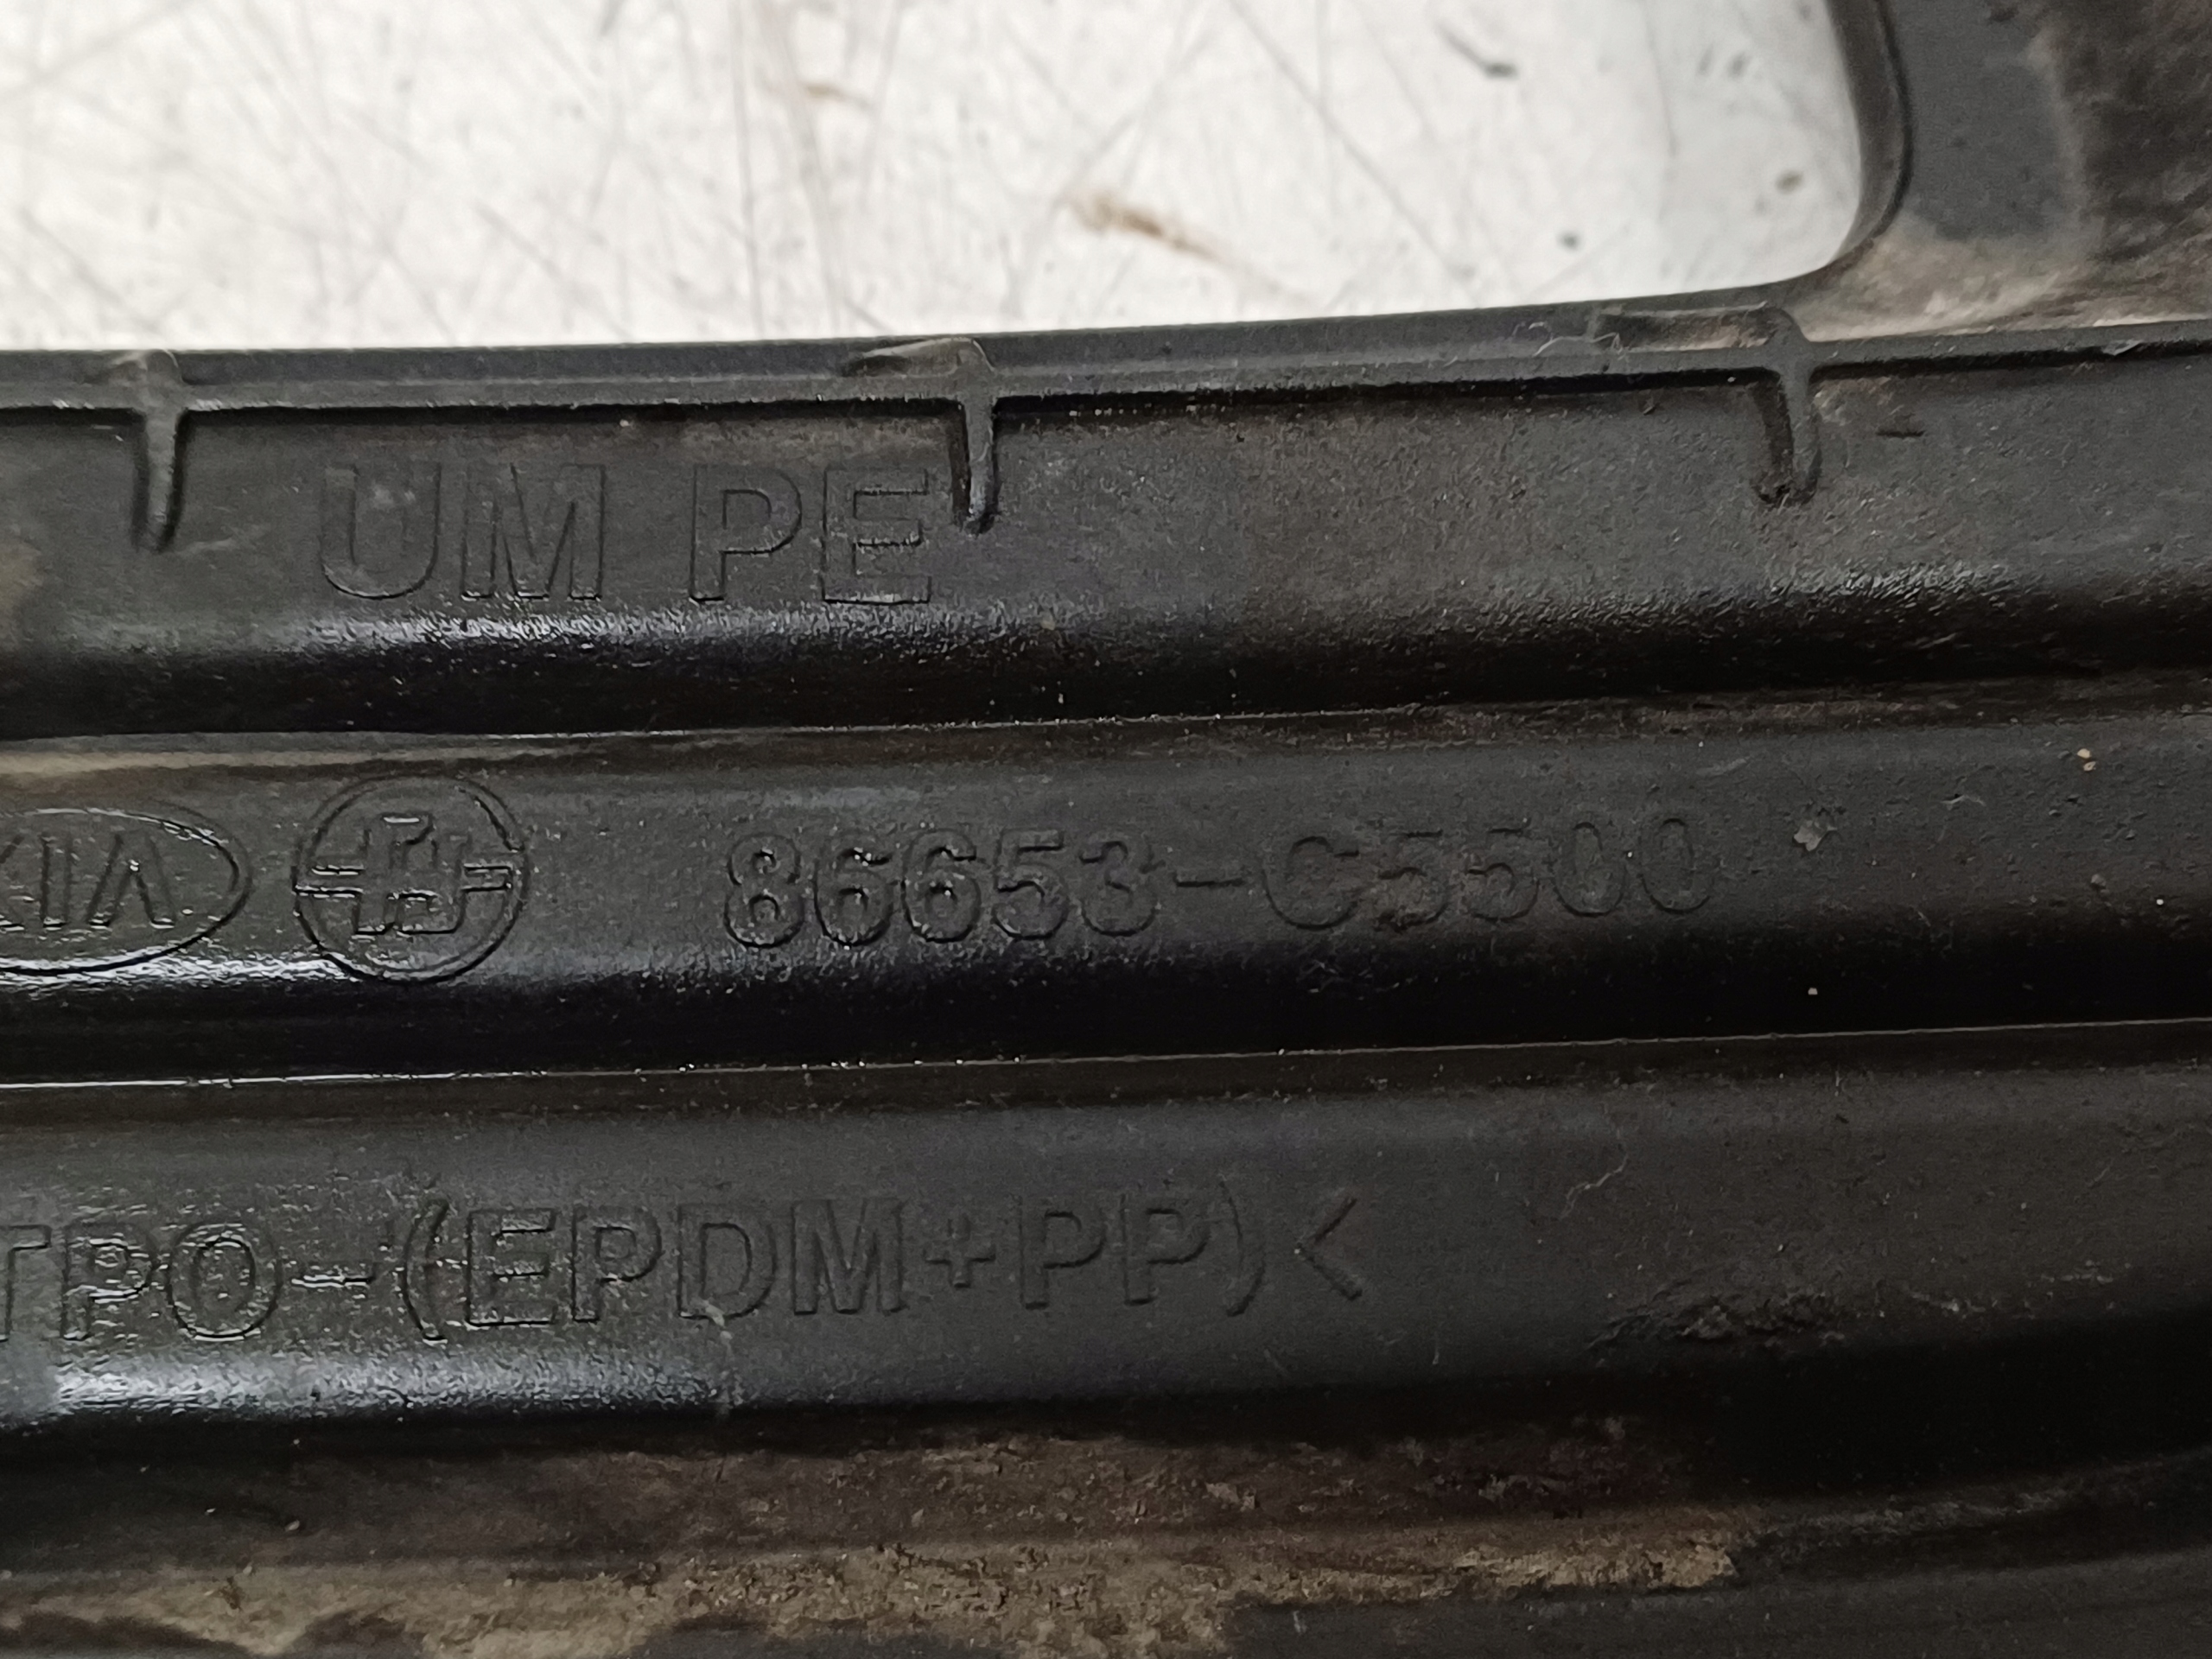 UM PE
KIA 86653-C5500
TPO-(EPDM+PP)<